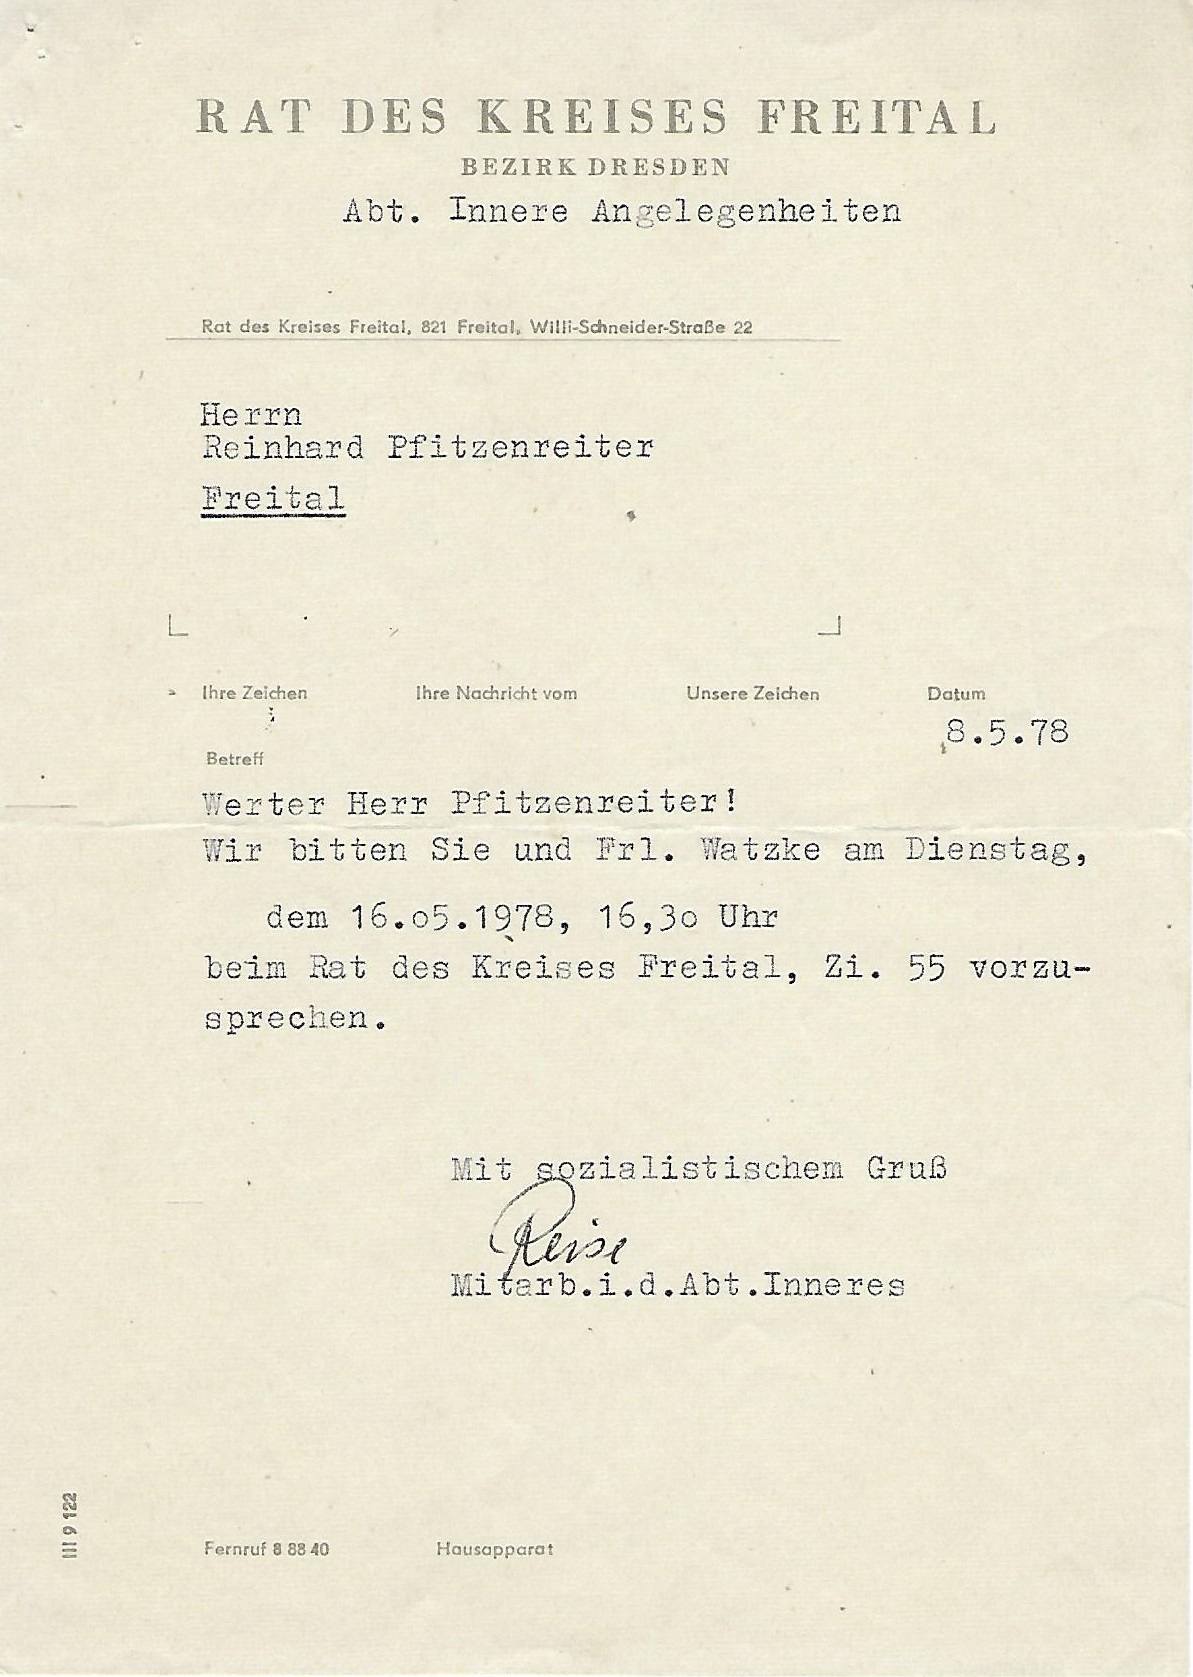 RAT DES KREISES FREITAL
BEZIRK DRESDEN
Abt. Innere Angelegenheiten
Rat des Kreises Freital, 821 Freital, Willi-Schneider-Straße 22
Herrn
Reinhard Pfitzenreiter
Freital
Ihre Zeichen Ihre Nachricht vom Unsere Zeichen Datum
8.5.78
Betreff
Werter Herr Pfitzenreiter!
Wir bitten Sie und Frl. Watzke am Dienstag,
dem 16.o5.1978, 16,3o Uhr
beim Rat des Kreises Freital, Zi. 55 vorzu-
sprechen.
Mit sozialistischem Gruß
Reise
Mitarb.i.d.Abt.Inneres
III 9 122
Fernruf 8 88 40 Hausapparat